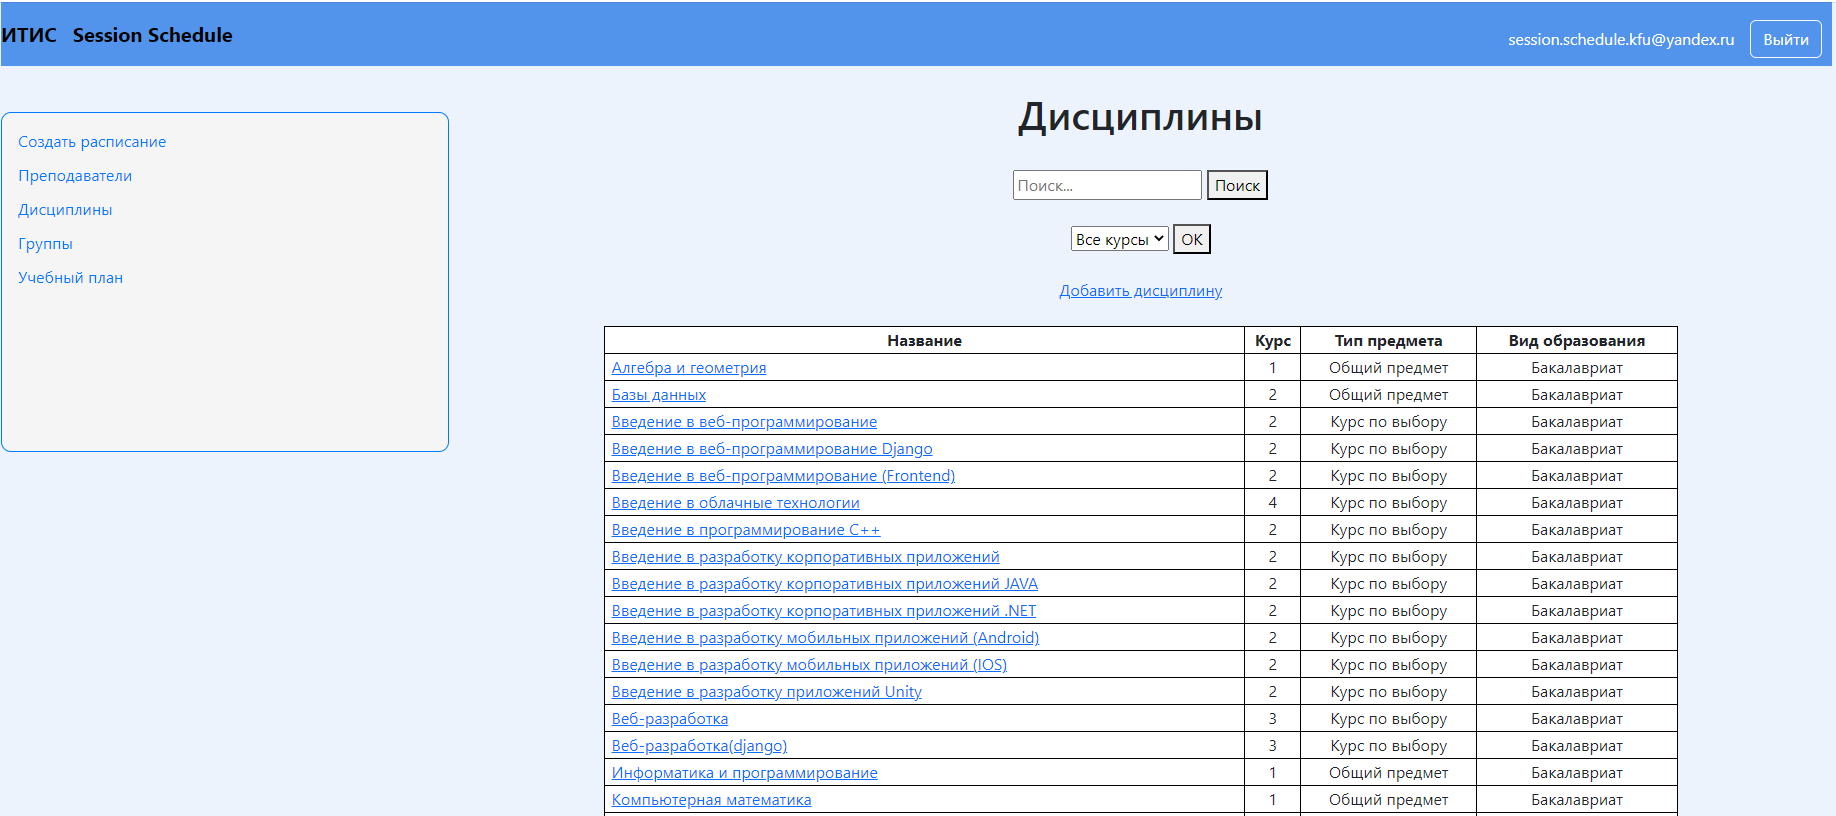 ИТИС Session Schedule session.schedule.kfu@yandex.ru Выйти
Создать расписание
Преподаватели
Дисциплины
Группы
Учебный план
Дисциплины
Поиск... Поиск
Все курсы OK
Добавить дисциплину
Название Курс Тип предмета Вид образования
Алгебра и геометрия 1 Общий предмет Бакалавриат
Базы данных 2 Общий предмет Бакалавриат
Введение в веб-программирование 2 Курс по выбору Бакалавриат
Введение в веб-программирование Django 2 Курс по выбору Бакалавриат
Введение в веб-программирование (Frontend) 2 Курс по выбору Бакалавриат
Введение в облачные технологии 4 Курс по выбору Бакалавриат
Введение в программирование C++ 2 Курс по выбору Бакалавриат
Введение в разработку корпоративных приложений 2 Курс по выбору Бакалавриат
Введение в разработку корпоративных приложений JAVA 2 Курс по выбору Бакалавриат
Введение в разработку корпоративных приложений .NET 2 Курс по выбору Бакалавриат
Введение в разработку мобильных приложений (Android) 2 Курс по выбору Бакалавриат
Введение в разработку мобильных приложений (IOS) 2 Курс по выбору Бакалавриат
Введение в разработку приложений Unity 2 Курс по выбору Бакалавриат
Веб-разработка 3 Курс по выбору Бакалавриат
Веб-разработка(django) 3 Курс по выбору Бакалавриат
Информатика и программирование 1 Общий предмет Бакалавриат
Компьютерная математика 1 Общий предмет Бакалавриат